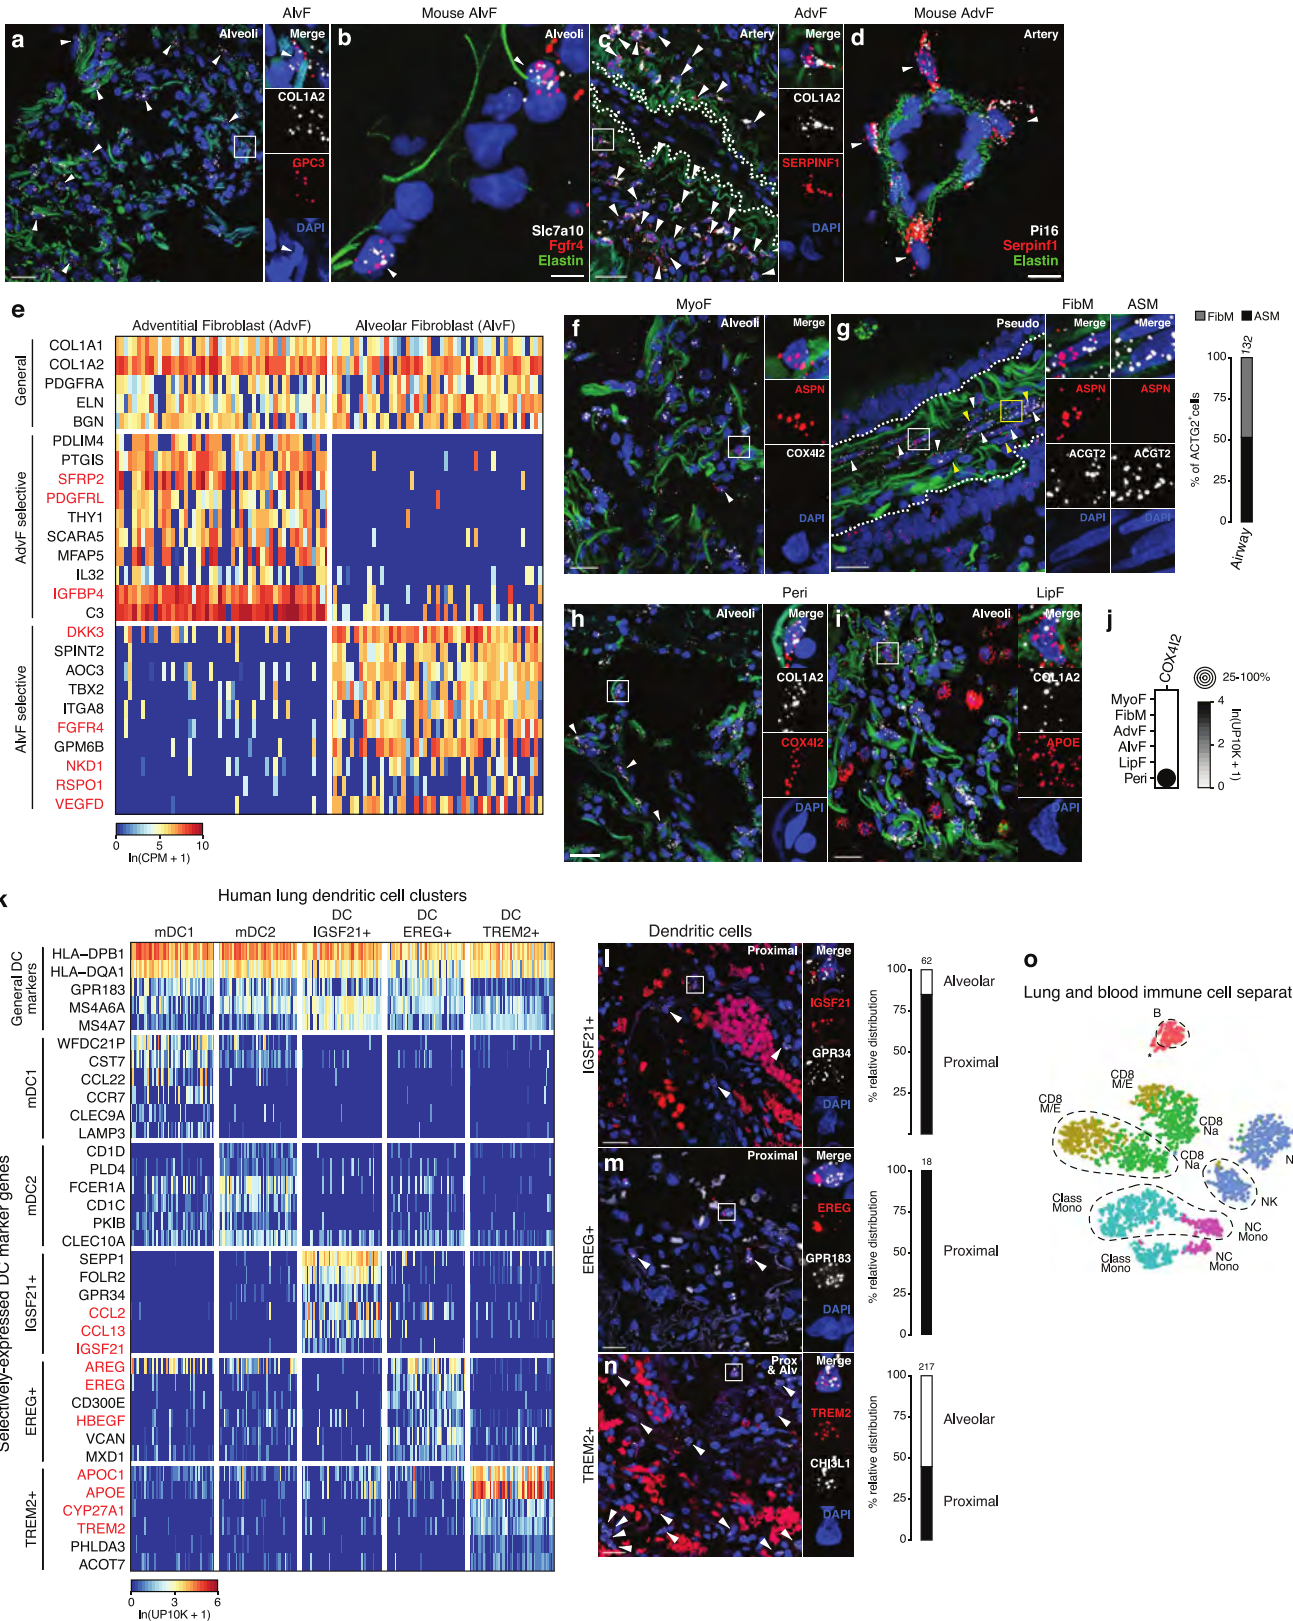 AlvF
Mouse AlvF
AdvF
Mouse AdvF
a
Alveoli
Merge
COL1A2
GPC3
DAPI
b
Alveoli
Slc7a10
Fgfr4
Elastin
c
Artery
Merge
COL1A2
SERPINF1
DAPI
d
Artery
Pi16
Serpinf1
Elastin
e
Adventitial Fibroblast (AdvF)
Alveolar Fibroblast (AlvF)
General
COL1A1
COL1A2
PDGFRA
ELN
BGN
AdvF selective
PDLIM4
PTGIS
SFRP2
PDGFRL
THY1
SCARA5
MFAP5
IL32
IGFBP4
C3
AlvF selective
DKK3
SPINT2
AOC3
TBX2
ITGA8
FGFR4
GPM6B
NKD1
RSPO1
VEGFD
0 5 10
ln(CPM + 1)
MyoF
f
Alveoli
Merge
ASPN
COX4I2
DAPI
FibM
ASM
g
Pseudo
Merge
Merge
ASPN
ASPN
ACGT2
ACGT2
DAPI
DAPI
FibM
ASM
132
% of ACTG2+cells
100
75
50
25
0
Airway
Peri
h
Alveoli
Merge
COL1A2
COX4I2
DAPI
LipF
i
Alveoli
Merge
COL1A2
APOE
DAPI
j
COX4I2
MyoF
FibM
AdvF
AlvF
LipF
Peri
25-100%
4
2
0
ln(UP10K + 1)
k
Human lung dendritic cell clusters
mDC1
mDC2
DC IGSF21+
DC EREG+
DC TREM2+
Selectively-expressed DC marker genes
General DC markers
HLA-DPB1
HLA-DQA1
GPR183
MS4A6A
MS4A7
mDC1
WFDC21P
CST7
CCL22
CCR7
CLEC9A
LAMP3
mDC2
CD1D
PLD4
FCER1A
CD1C
PKIB
CLEC10A
IGSF21+
SEPP1
FOLR2
GPR34
CCL2
CCL13
IGSF21
EREG+
AREG
EREG
CD300E
HBEGF
VCAN
MXD1
TREM2+
APOC1
APOE
CYP27A1
TREM2
PHLDA3
ACOT7
0 3 6
ln(UP10K + 1)
Dendritic cells
IGSF21+
l
Proximal
Merge
IGSF21
GPR34
DAPI
62
% relative distribution
100
75
50
25
0
Alveolar
Proximal
EREG+
m
Proximal
Merge
EREG
GPR183
DAPI
18
% relative distribution
100
75
50
25
0
Proximal
TREM2+
n
Prox & Alv
Merge
TREM2
CHI3L1
DAPI
217
% relative distribution
100
75
50
25
0
Alveolar
Proximal
o
Lung and blood immune cell separat
B
*
CD8 M/E
CD8 M/E
CD8 Na
CD8 Na
N
NK
Class Mono
NC Mono
Class Mono
NC Mono